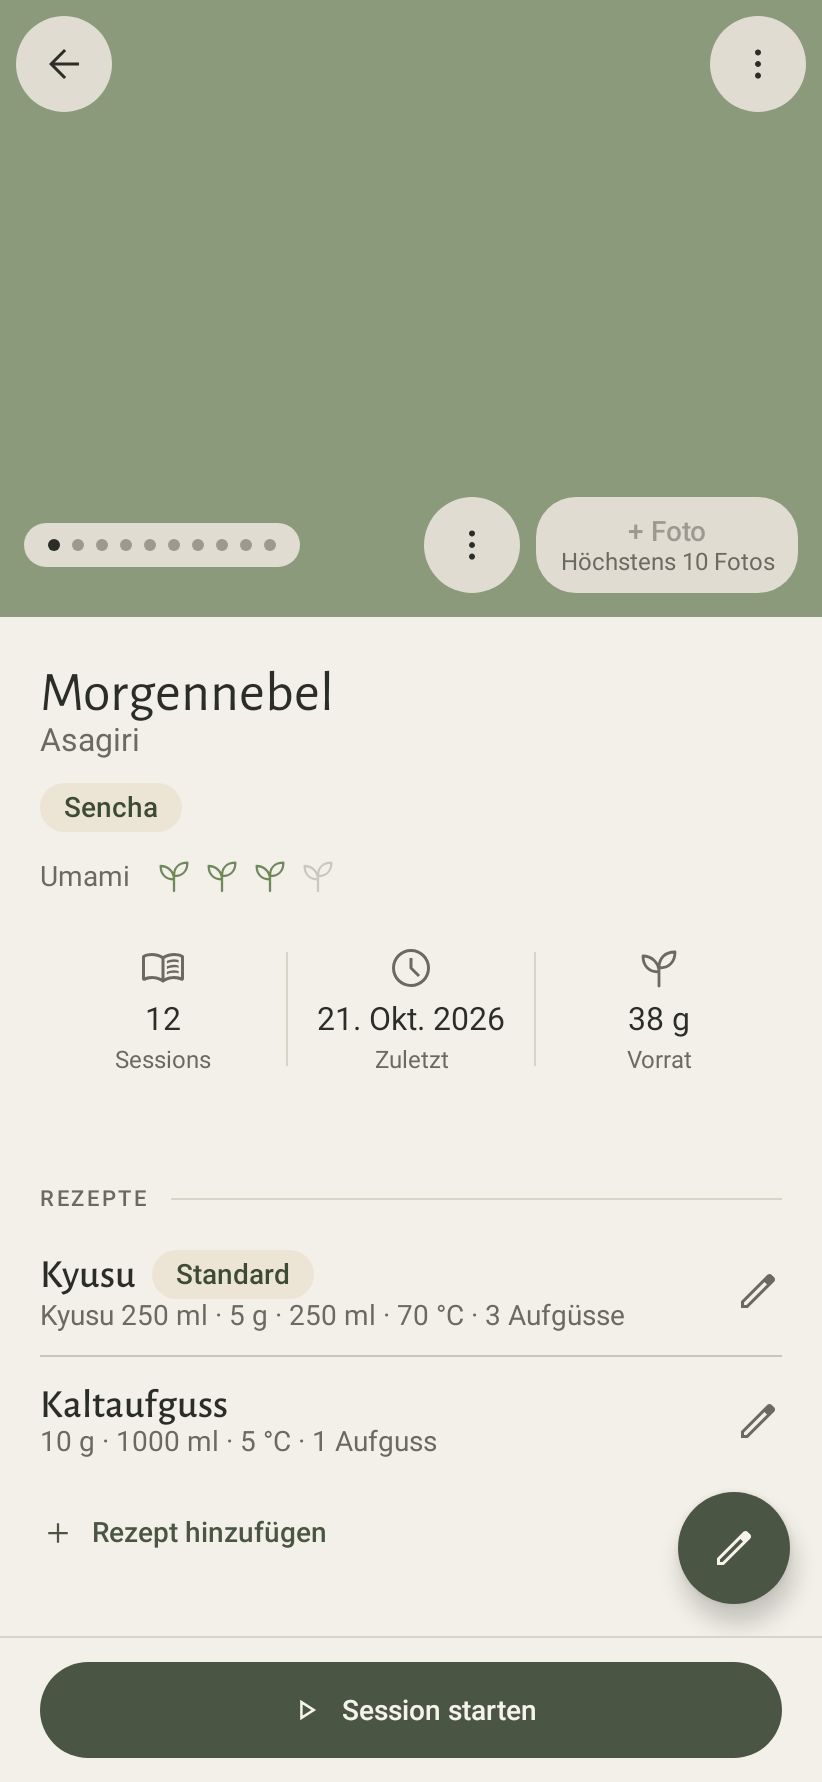 + Foto
Höchstens 10 Fotos
Morgennebel
Asagiri
Sencha
Umami
12
Sessions
21. Okt. 2026
Zuletzt
38 g
Vorrat
REZEPTE
Kyusu Standard
Kyusu 250 ml · 5 g · 250 ml · 70 °C · 3 Aufgüsse
Kaltaufguss
10 g · 1000 ml · 5 °C · 1 Aufguss
Rezept hinzufügen
Session starten